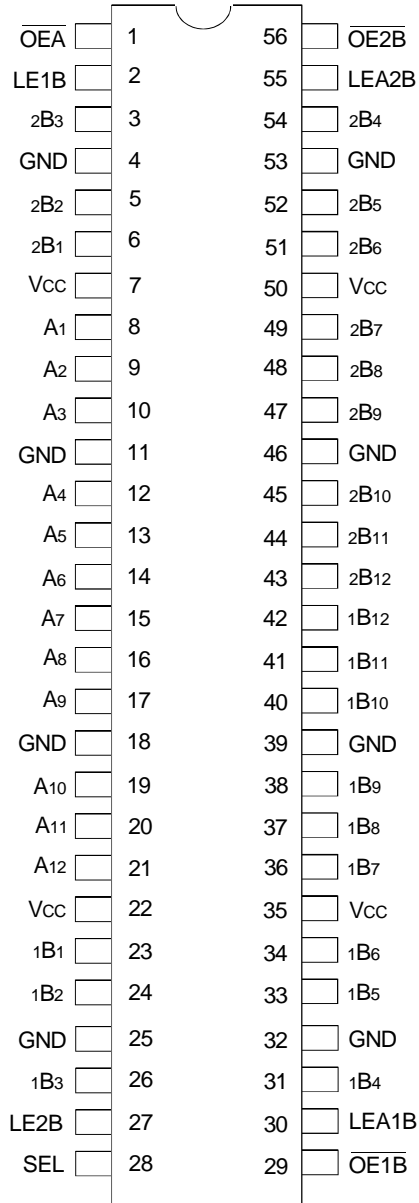 OEA 1 56 OE2B
LE1B 2 55 LEA2B
2B3 3 54 2B4
GND 4 53 GND
2B2 5 52 2B5
2B1 6 51 2B6
VCC 7 50 VCC
A1 8 49 2B7
A2 9 48 2B8
A3 10 47 2B9
GND 11 46 GND
A4 12 45 2B10
A5 13 44 2B11
A6 14 43 2B12
A7 15 42 1B12
A8 16 41 1B11
A9 17 40 1B10
GND 18 39 GND
A10 19 38 1B9
A11 20 37 1B8
A12 21 36 1B7
VCC 22 35 VCC
1B1 23 34 1B6
1B2 24 33 1B5
GND 25 32 GND
1B3 26 31 1B4
LE2B 27 30 LEA1B
SEL 28 29 OE1B